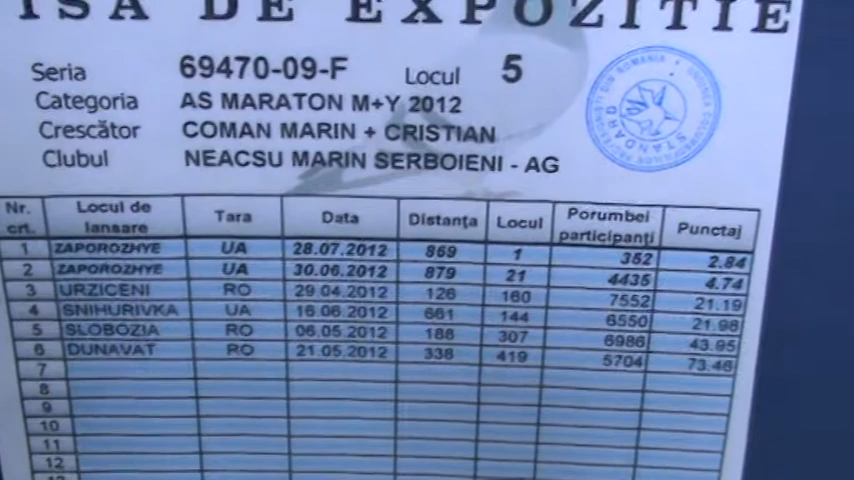 ISA DE EXPOZITIE
Seria 69470-09-F Locul 5
Categoria AS MARATON M+Y 2012
Crescător COMAN MARIN + CRISTIAN
Clubul NEACSU MARIN SERBOIENI - AG
STANDARD
Nr. crt. Locul de lansare Tara Data Distanța Locul Porumbei participanți Punctaj
1 ZAPOROZHYE UA 28.07.2012 869 1 352 2.84
2 ZAPOROZHYE UA 30.06.2012 879 21 4435 4.74
3 URZICENI RO 29.04.2012 126 160 7552 21.19
4 SNIHURIVKA UA 16.06.2012 661 144 6550 21.98
5 SLOBOZIA RO 06.05.2012 186 307 6986 43.95
6 DUNAVAT RO 21.05.2012 338 419 5704 73.46
7
8
9
10
11
12